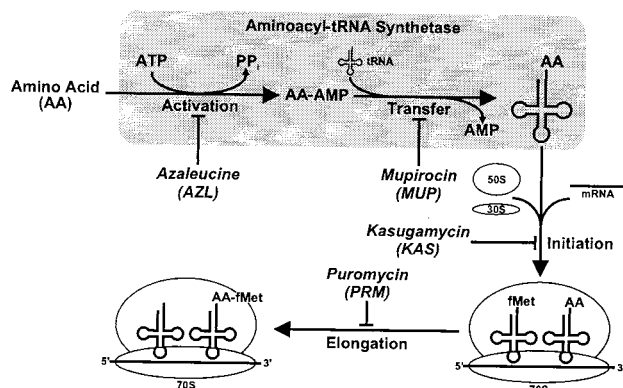 Aminoacyl-tRNA Synthetase
ATP
PPi
tRNA
AA
Amino Acid
(AA)
AA-AMP
Activation
Transfer
AMP
Azaleucine
(AZL)
Mupirocin
(MUP)
50S
30S
mRNA
Kasugamycin
(KAS)
Initiation
Puromycin
(PRM)
AA-fMet
fMet
AA
Elongation
5'
3'
70S
5'
3'
70S